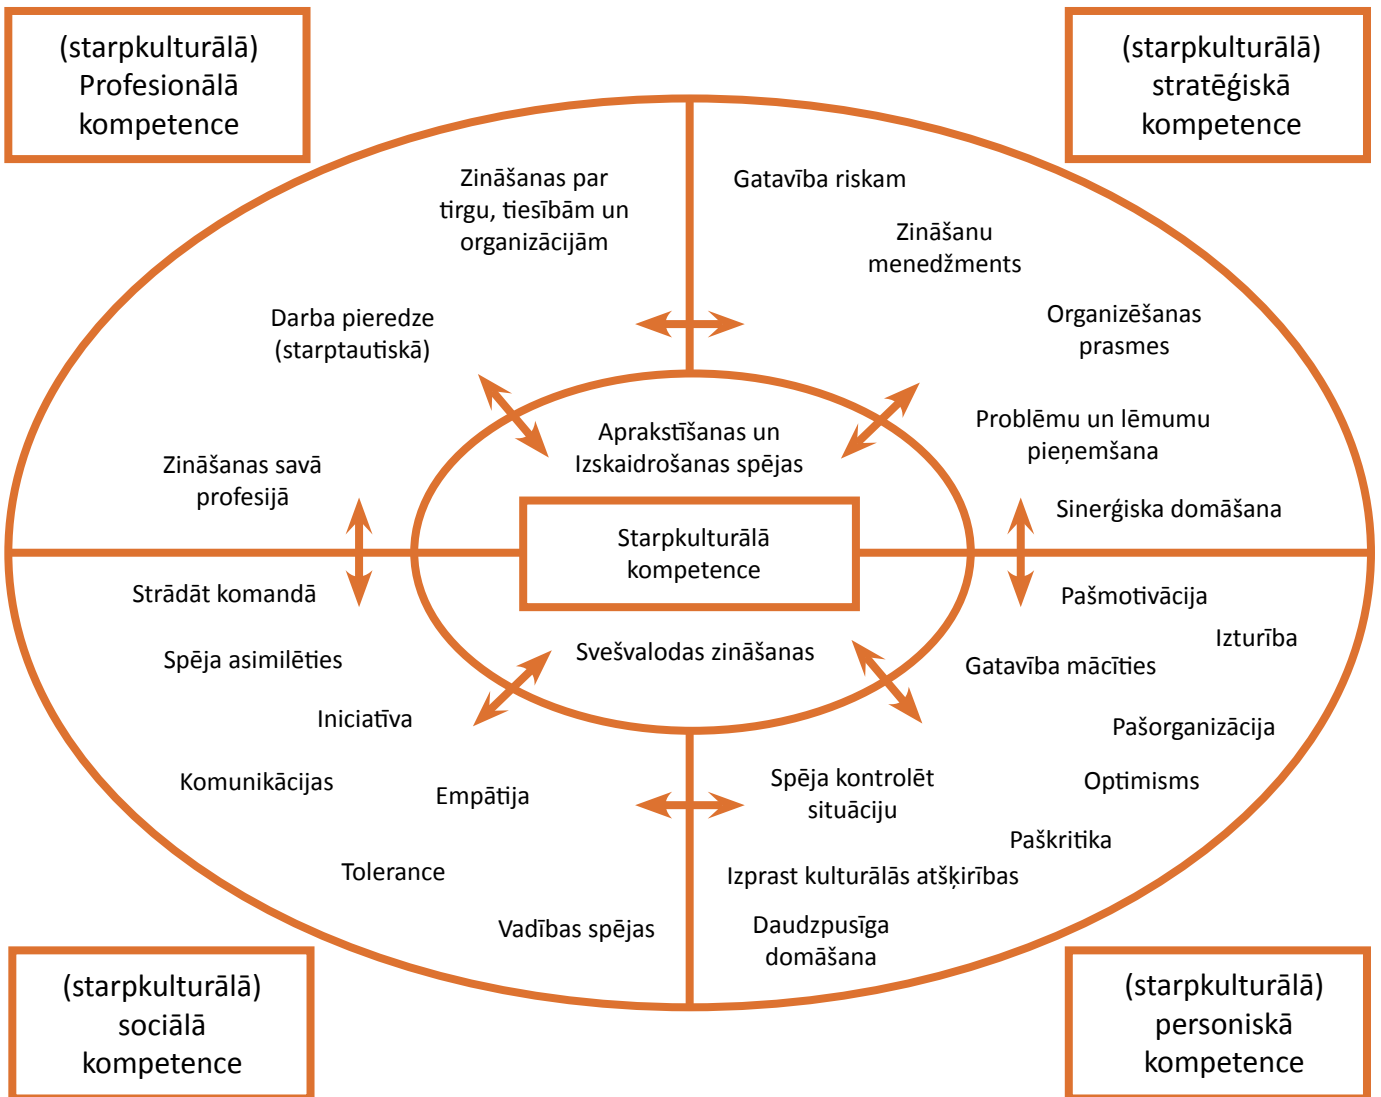 (starpkulturālā)
Profesionālā
kompetence
(starpkulturālā)
stratēģiskā
kompetence
Zināšanas par
tirgu, tiesībām un
organizācijām
Darba pieredze
(starptautiskā)
Zināšanas savā
profesijā
Gatavība riskam
Zināšanu
menedžments
Organizēšanas
prasmes
Problēmu un lēmumu
pieņemšana
Sinerģiska domāšana
Aprakstīšanas un
Izskaidrošanas spējas
Starpkulturālā
kompetence
Svešvalodas zināšanas
Strādāt komandā
Spēja asimilēties
Iniciatīva
Komunikācijas
Empātija
Tolerance
Vadības spējas
Pašmotivācija
Izturība
Gatavība mācīties
Pašorganizācija
Spēja kontrolēt
situāciju
Optimisms
Paškritika
Izprast kulturālās atšķirības
Daudzpusīga
domāšana
(starpkulturālā)
sociālā
kompetence
(starpkulturālā)
personiskā
kompetence